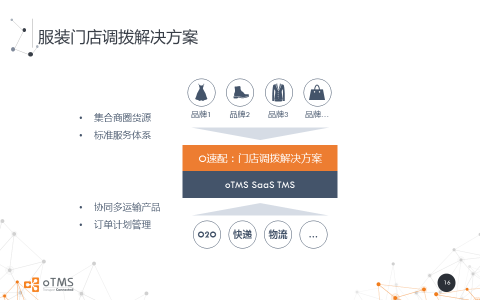 服装门店调拨解决方案
品牌1 品牌2 品牌3 品牌...
• 集合商圈货源
• 标准服务体系
O速配：门店调拨解决方案
oTMS SaaS TMS
• 协同多运输产品
• 订单计划管理
O2O 快递 物流 ...
oTMS
16